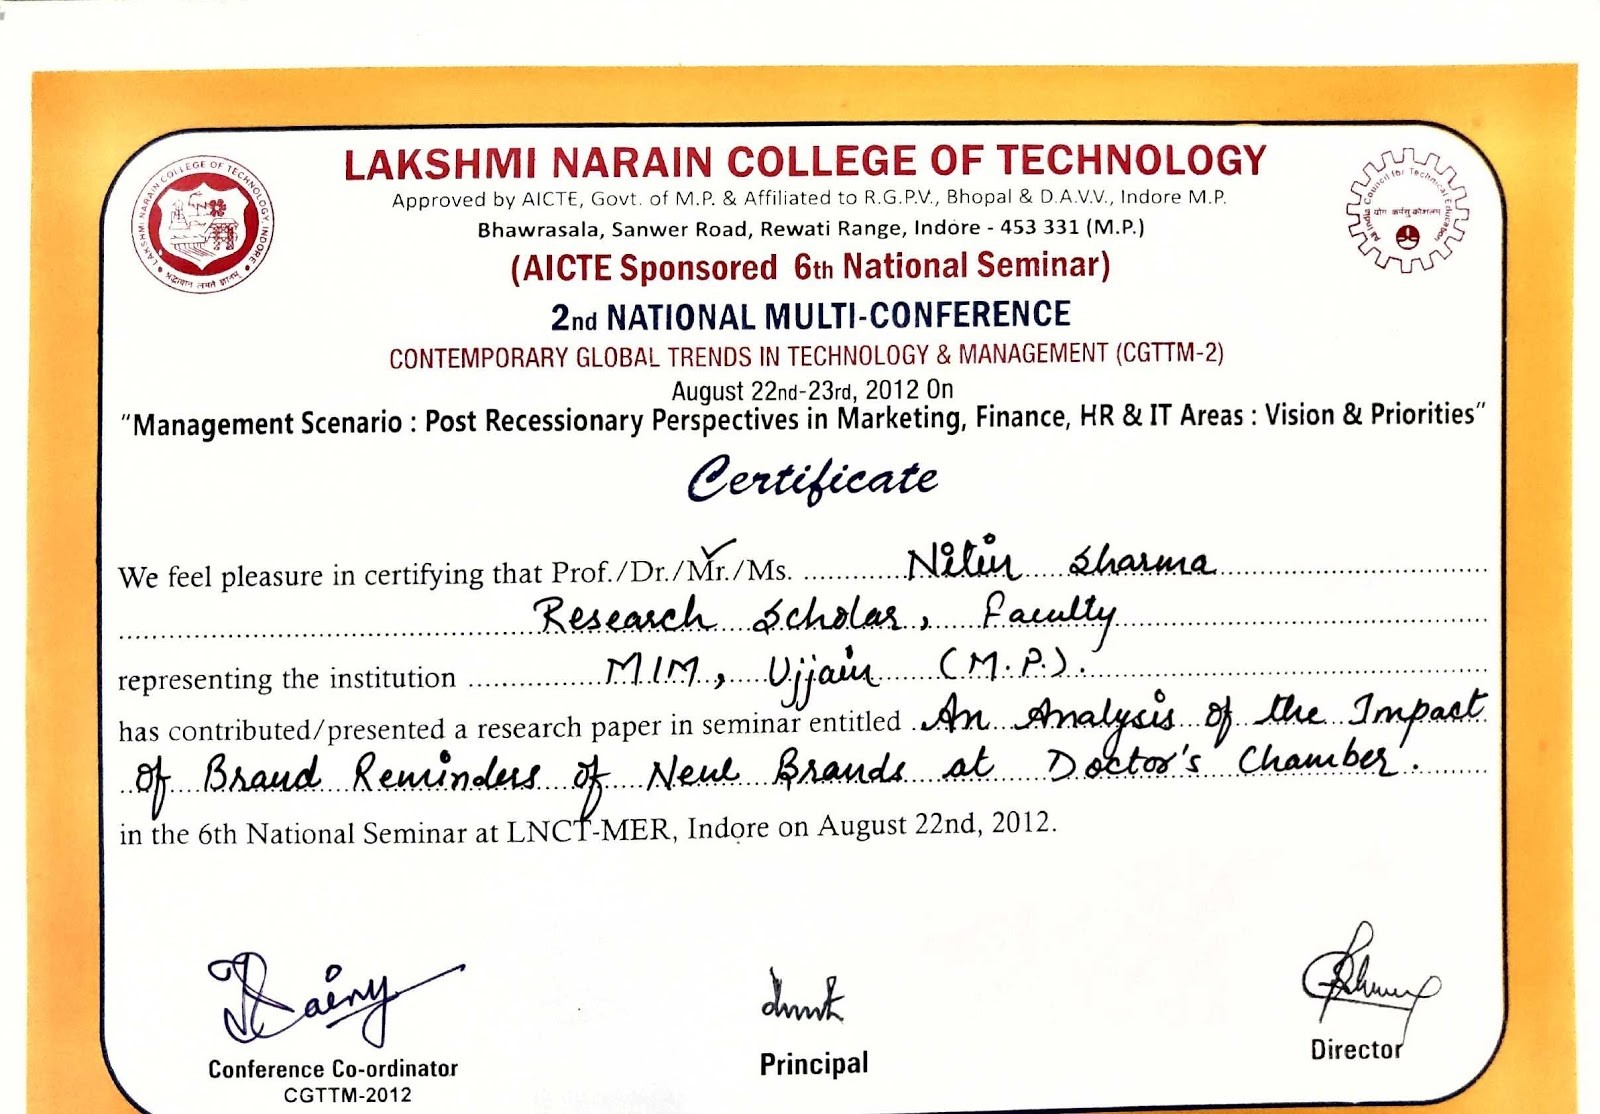 LAKSHMI NARAIN COLLEGE OF TECHNOLOGY
Approved by AICTE, Govt. of M.P. & Affiliated to R.G.P.V., Bhopal & D.A.V.V., Indore M.P.
Bhawrasala, Sanwer Road, Rewati Range, Indore - 453 331 (M.P.)
(AICTE Sponsored 6th National Seminar)
2nd NATIONAL MULTI-CONFERENCE
CONTEMPORARY GLOBAL TRENDS IN TECHNOLOGY & MANAGEMENT (CGTTM-2)
August 22nd-23rd, 2012 On
"Management Scenario : Post Recessionary Perspectives in Marketing, Finance, HR & IT Areas : Vision & Priorities"
Certificate
We feel pleasure in certifying that Prof./Dr./Mr./Ms. Nitin Sharma
Research Scholar, Faculty
representing the institution MIM, Ujjain (M.P.).
has contributed/presented a research paper in seminar entitled An Analysis of the Impact
of Brand Reminders of New Brands at Doctor's Chamber.
in the 6th National Seminar at LNCT-MER, Indore on August 22nd, 2012.
Conference Co-ordinator
CGTTM-2012
Principal
Director
LAKSHMI NARAIN COLLEGE OF TECHNOLOGY, INDORE
All India Council for Technical Education